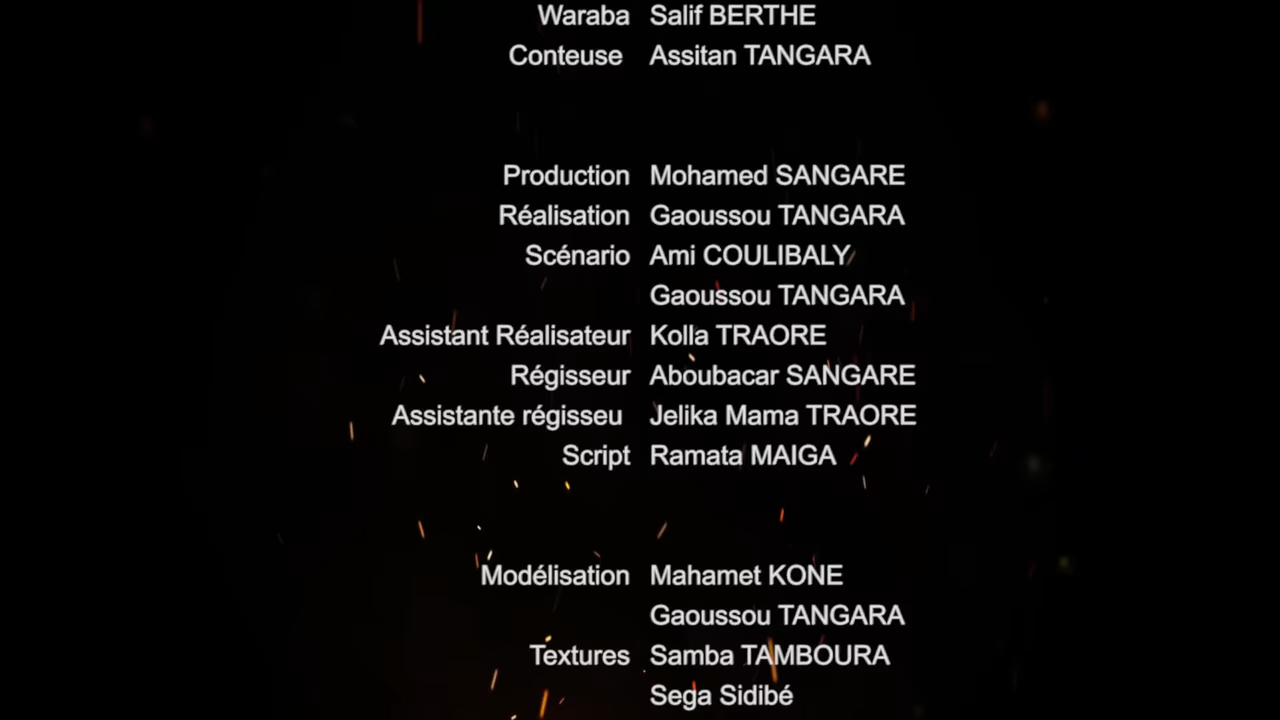 Waraba Salif BERTHE
Conteuse Assitan TANGARA
Production Mohamed SANGARE
Réalisation Gaoussou TANGARA
Scénario Ami COULIBALY
Gaoussou TANGARA
Assistant Réalisateur Kolla TRAORE
Régisseur Aboubacar SANGARE
Assistante régisseu Jelika Mama TRAORE
Script Ramata MAIGA
Modélisation Mahamet KONE
Gaoussou TANGARA
Textures Samba TAMBOURA
Sega Sidibé